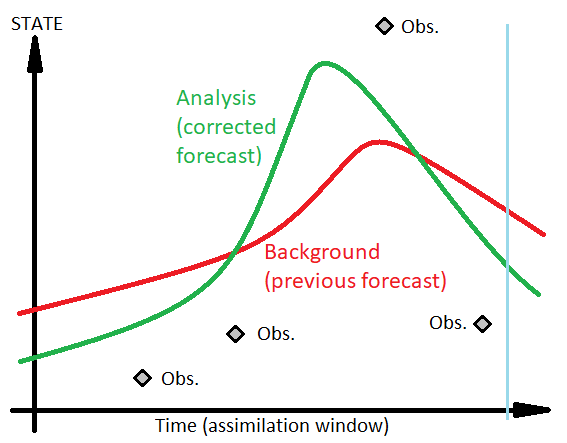 STATE
Obs.
Analysis
(corrected
forecast)
Background
(previous forecast)
Obs.
Obs.
Obs.
Time (assimilation window)